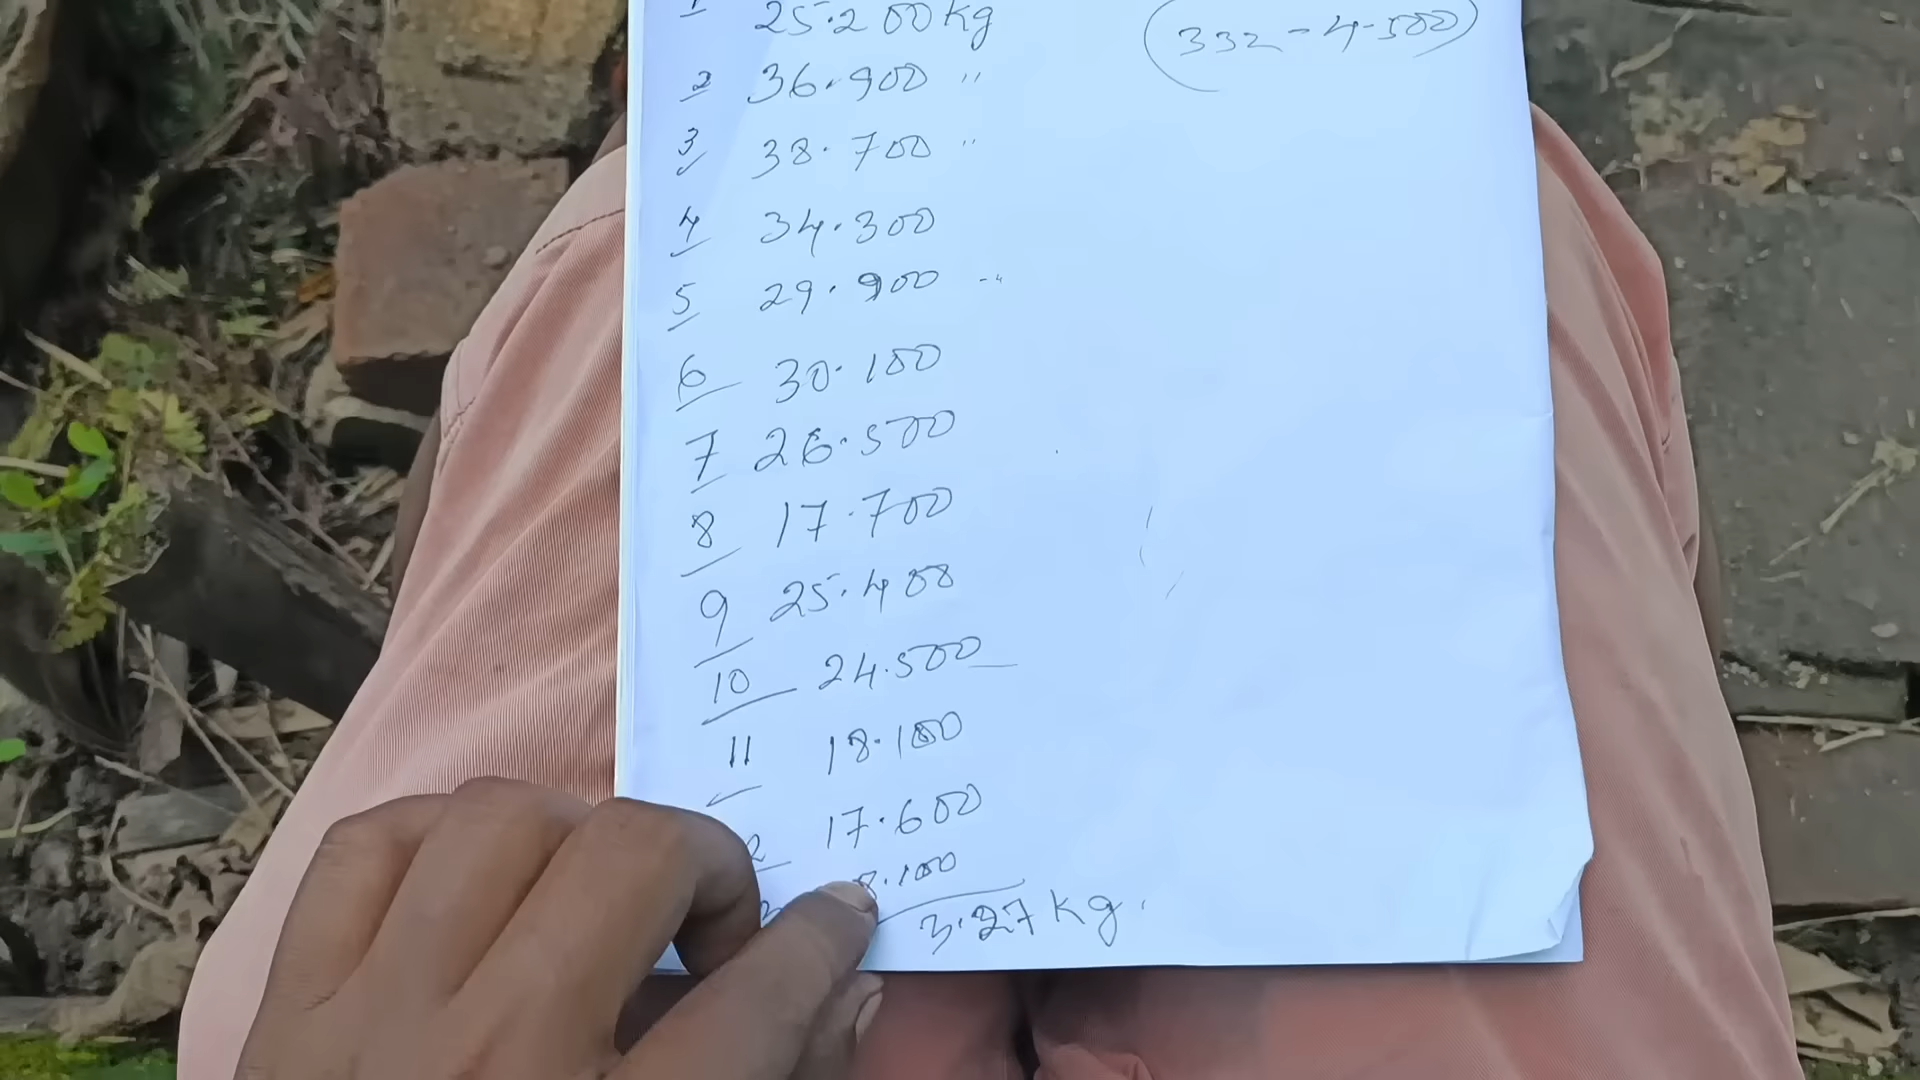 1 25.200 kg (332 - 4.500)
2 36.900 "
3 38.700 "
4 34.300
5 29.900 "
6 30.100
7 26.500
8 17.700
9 25.400
10 24.500
11 18.100
2 17.600
8.100
3.27 kg.